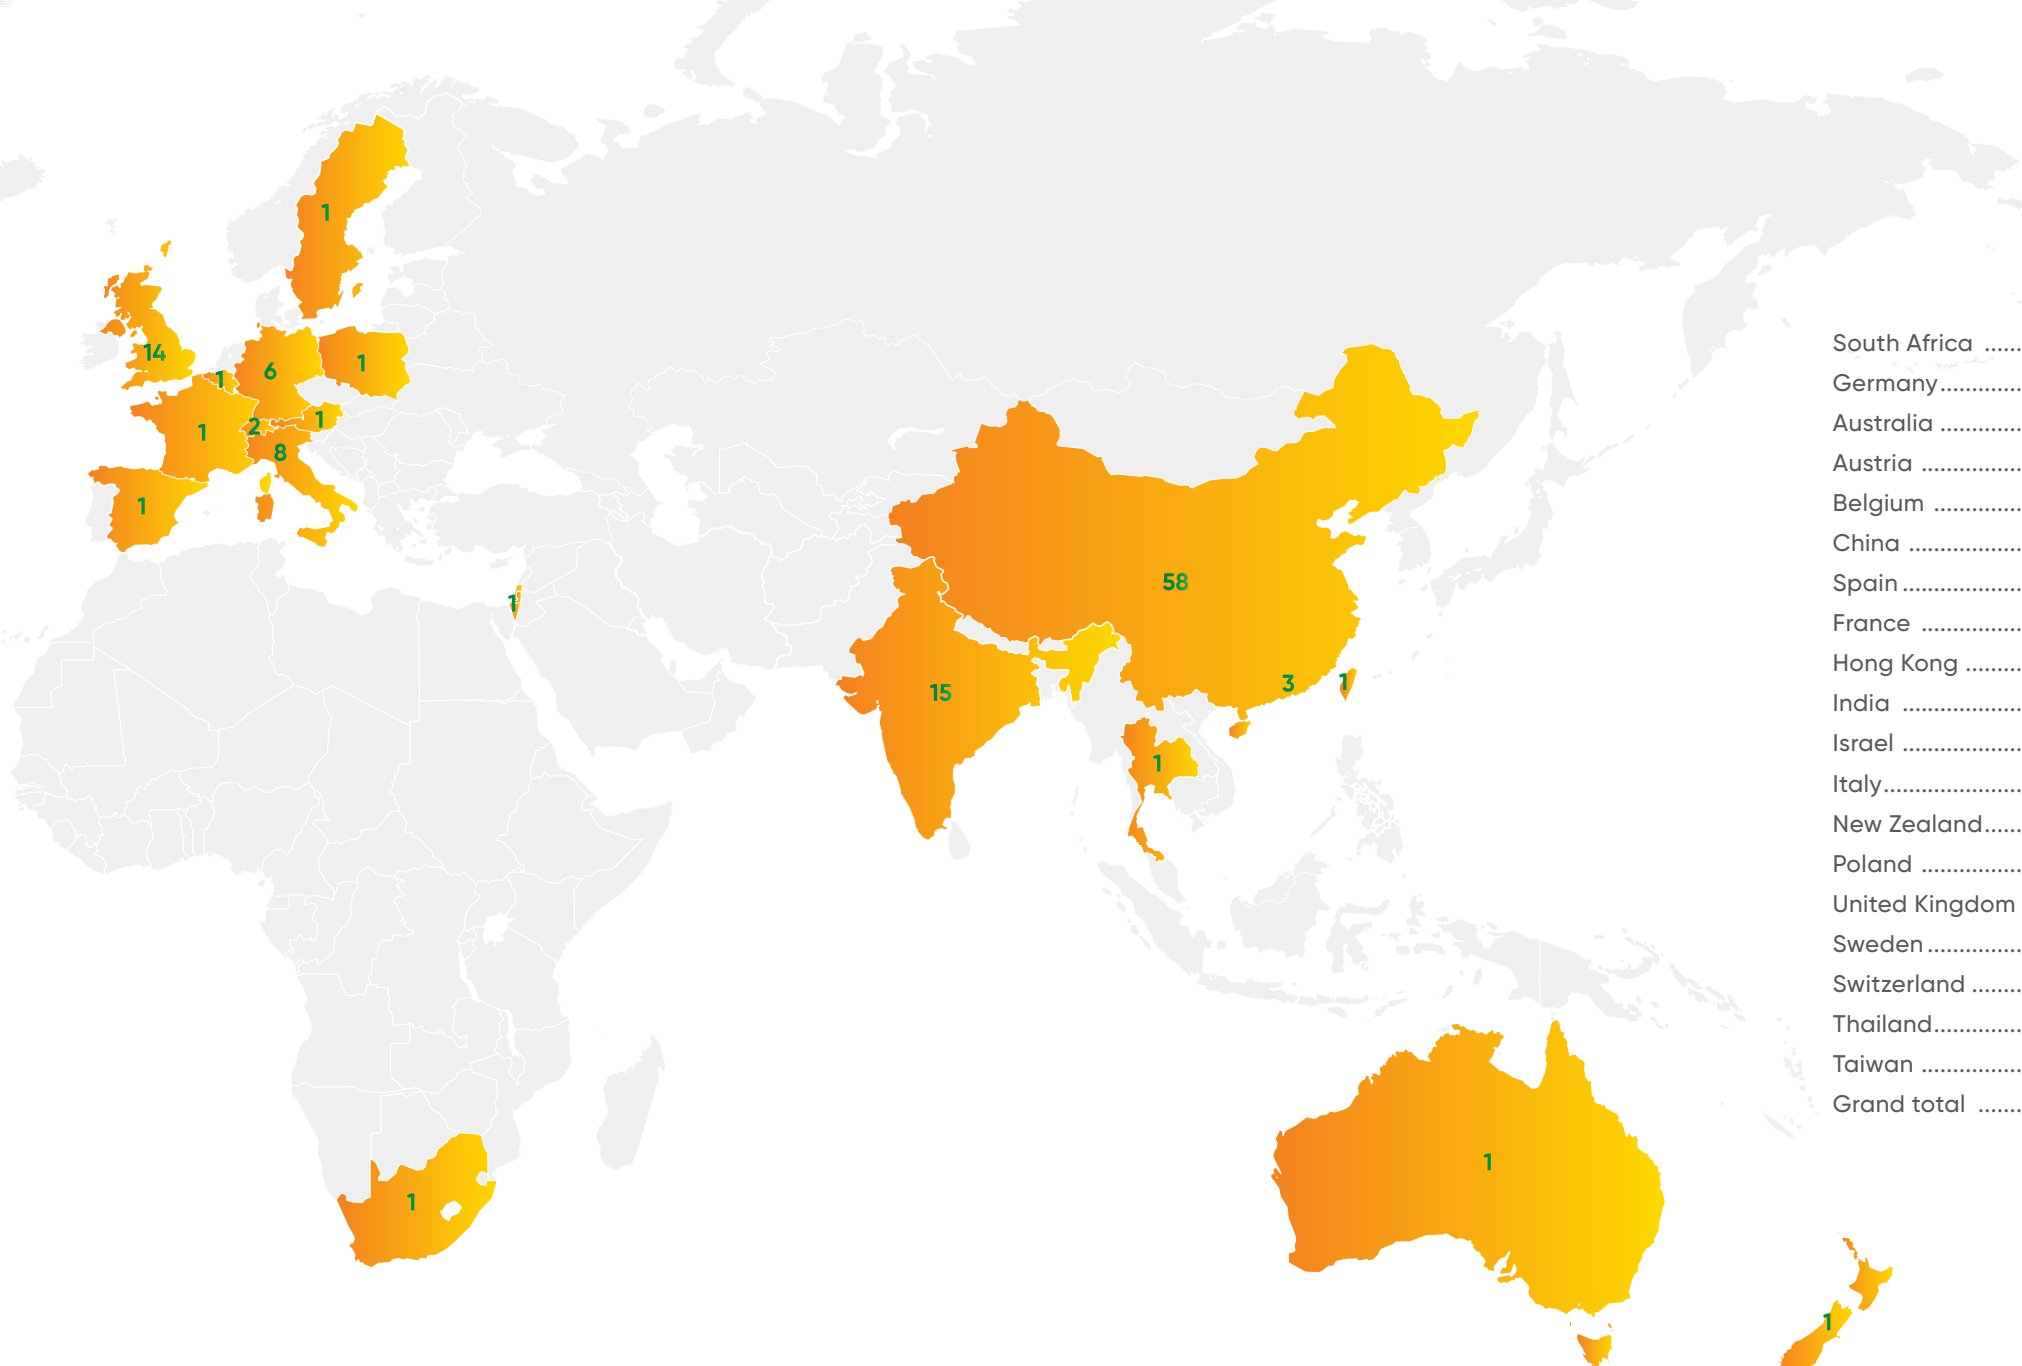 1
14
6
1
1
1
2
1
8
1
1
58
15
3
1
1
1
1
1
South Africa ......
Germany.............
Australia .............
Austria ................
Belgium ..............
China ..................
Spain ...................
France ................
Hong Kong .........
India ...................
Israel ...................
Italy......................
New Zealand......
Poland ................
United Kingdom
Sweden ...............
Switzerland ........
Thailand..............
Taiwan ................
Grand total .......